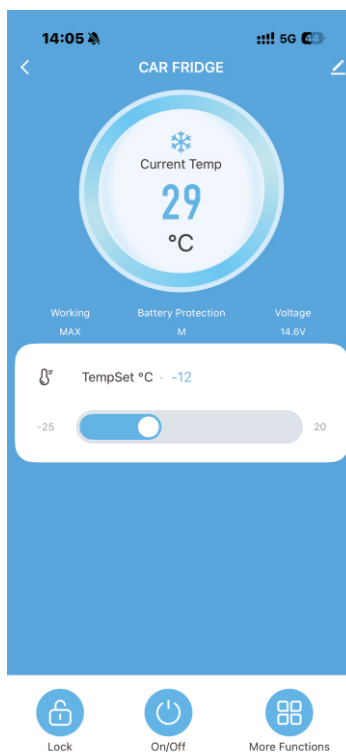 14:05 5G 44
CAR FRIDGE
Current Temp
29
°C
Working Battery Protection Voltage
MAX M 14.6V
TempSet °C · -12
-25 20
Lock On/Off More Functions